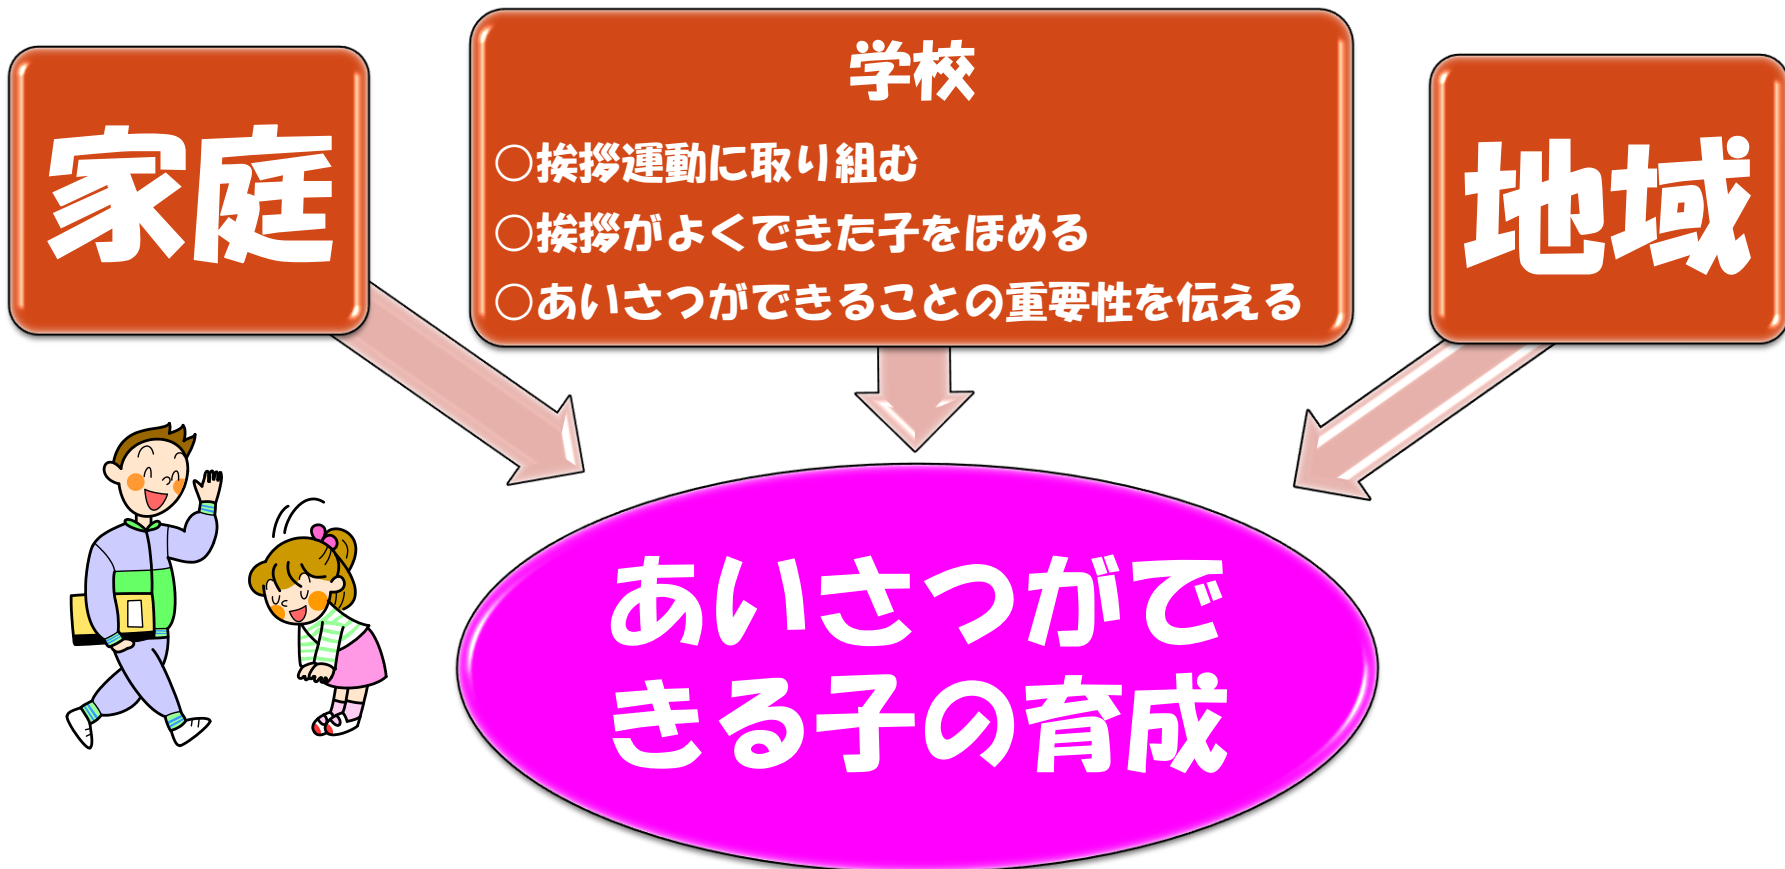 家庭
学校
○挨拶運動に取り組む
○挨拶がよくできた子をほめる
○あいさつができることの重要性を伝える
地域
あいさつがで
きる子の育成